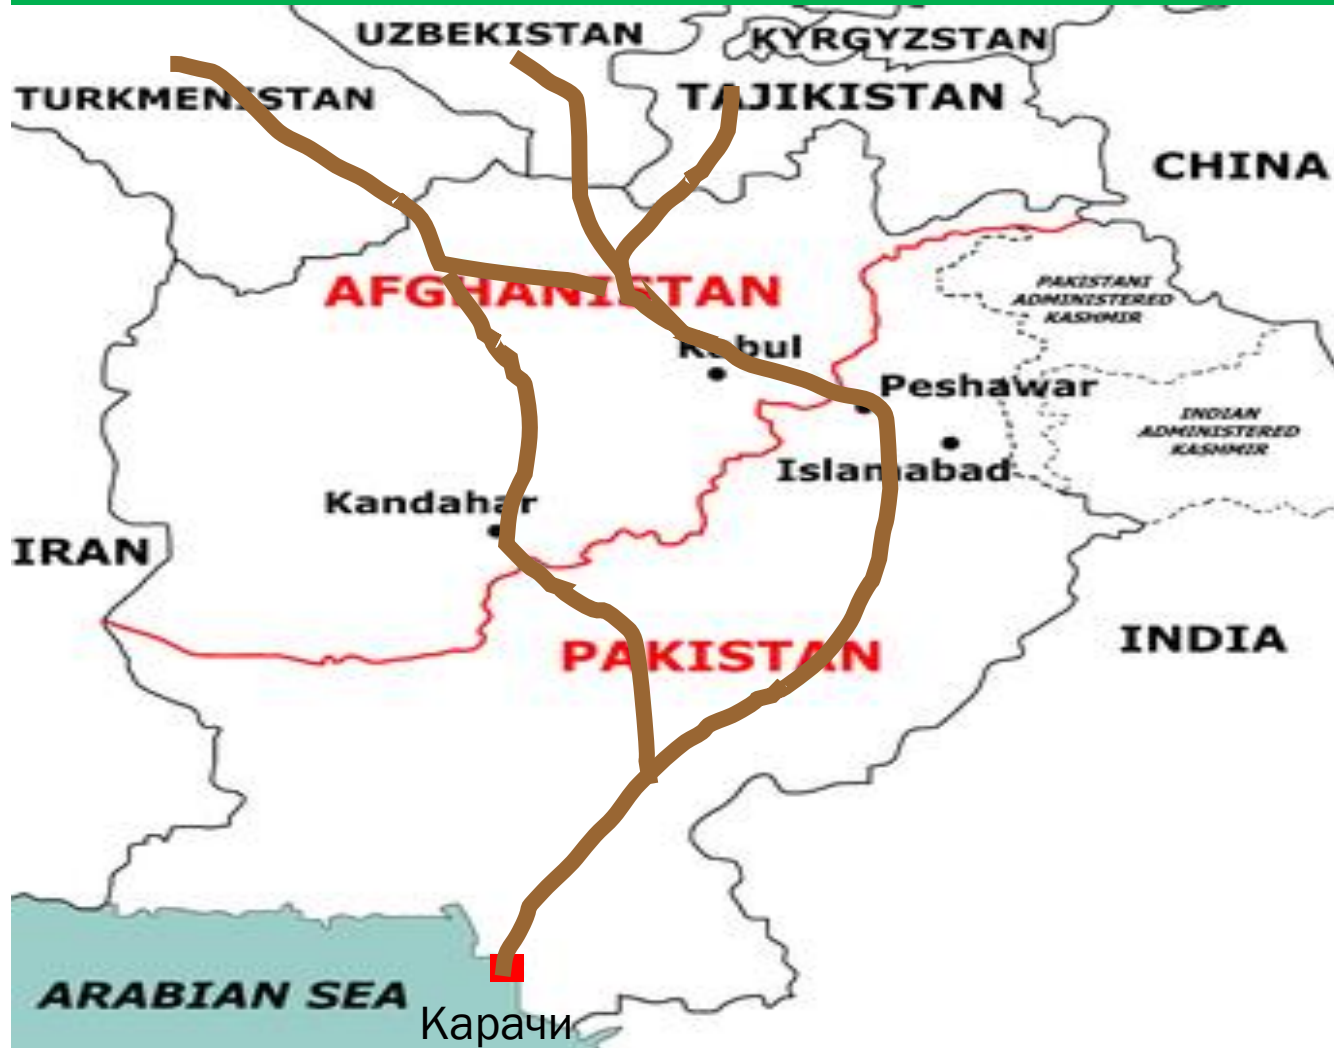 UZBEKISTAN
KYRGYZSTAN
TURKMENISTAN
TAJIKISTAN
CHINA
AFGHANISTAN
PAKISTANI
ADMINISTERED
KASHMIR
Kabul
Peshawar
INDIAN
ADMINISTERED
KASHMIR
Islamabad
Kandahar
IRAN
PAKISTAN
INDIA
ARABIAN SEA
Карачи